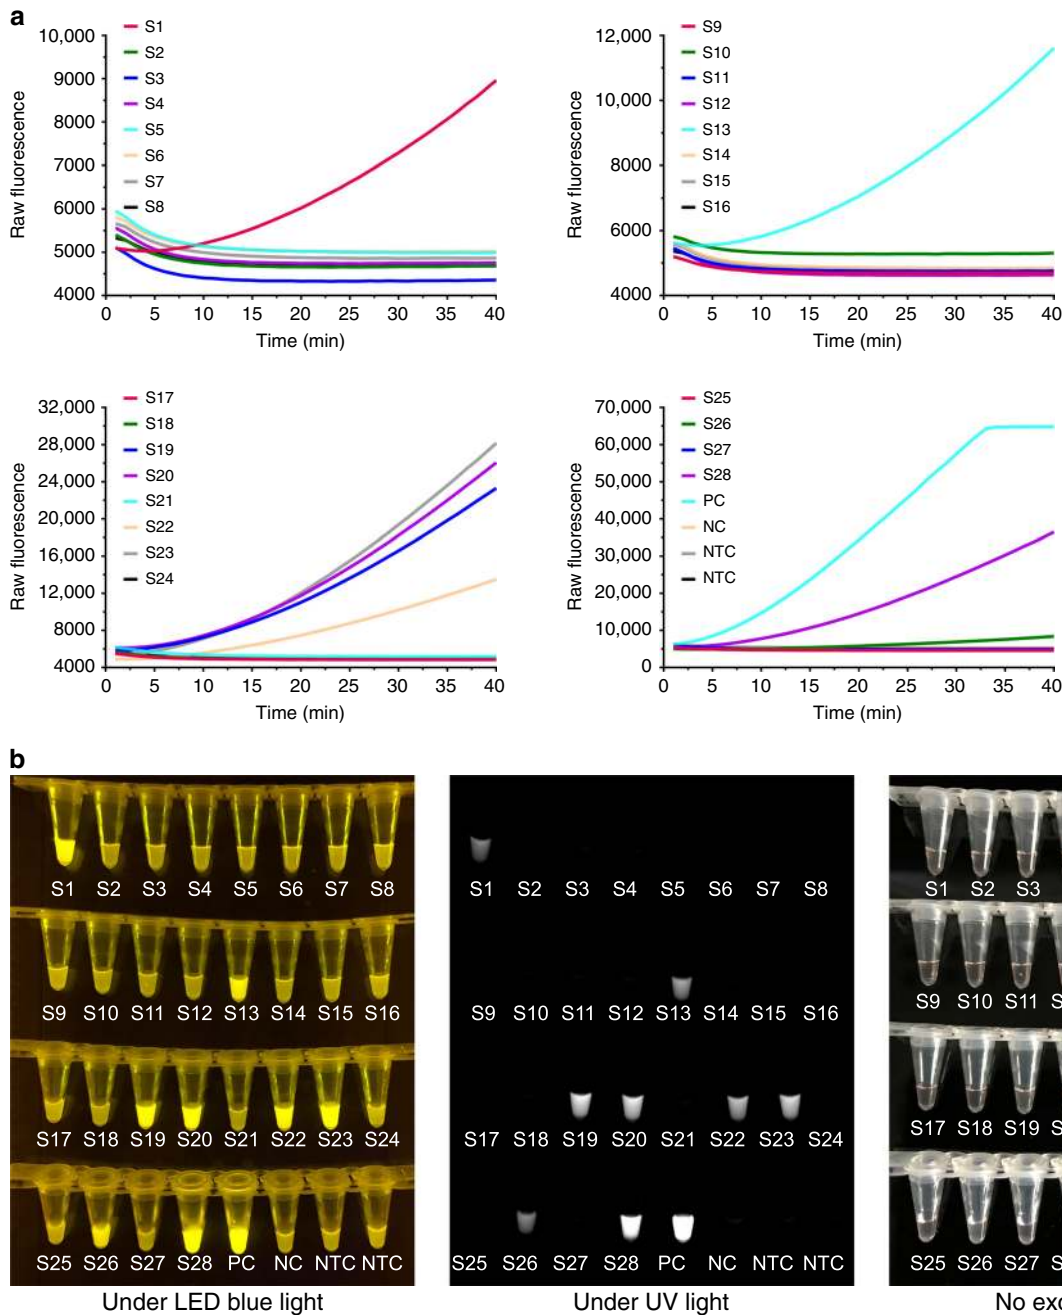 a
10,000
9000
8000
7000
6000
5000
4000
Raw fluorescence
S1
S2
S3
S4
S5
S6
S7
S8
0 5 10 15 20 25 30 35 40
Time (min)
12,000
10,000
8000
6000
4000
Raw fluorescence
S9
S10
S11
S12
S13
S14
S15
S16
0 5 10 15 20 25 30 35 40
Time (min)
32,000
28,000
24,000
20,000
16,000
12,000
8000
4000
Raw fluorescence
S17
S18
S19
S20
S21
S22
S23
S24
0 5 10 15 20 25 30 35 40
Time (min)
70,000
60,000
50,000
40,000
30,000
20,000
10,000
0
Raw fluorescence
S25
S26
S27
S28
PC
NC
NTC
NTC
0 5 10 15 20 25 30 35 40
Time (min)
b
S1 S2 S3 S4 S5 S6 S7 S8
S9 S10 S11 S12 S13 S14 S15 S16
S17 S18 S19 S20 S21 S22 S23 S24
S25 S26 S27 S28 PC NC NTC NTC
Under LED blue light
S1 S2 S3 S4 S5 S6 S7 S8
S9 S10 S11 S12 S13 S14 S15 S16
S17 S18 S19 S20 S21 S22 S23 S24
S25 S26 S27 S28 PC NC NTC NTC
Under UV light
S1 S2 S3
S9 S10 S11
S17 S18 S19
S25 S26 S27
No